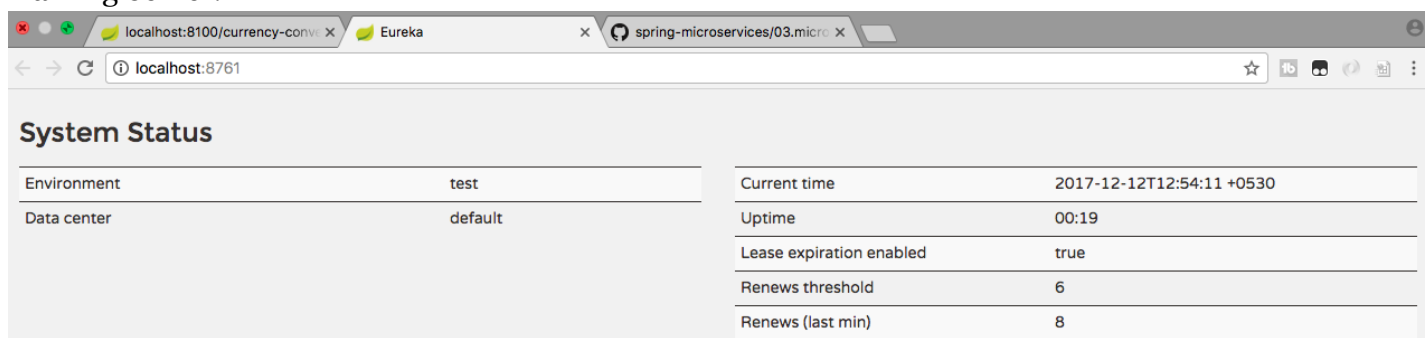 localhost:8100/currency-conve
Eureka
spring-microservices/03.micro
localhost:8761
System Status
Environment test
Data center default
Current time 2017-12-12T12:54:11 +0530
Uptime 00:19
Lease expiration enabled true
Renews threshold 6
Renews (last min) 8